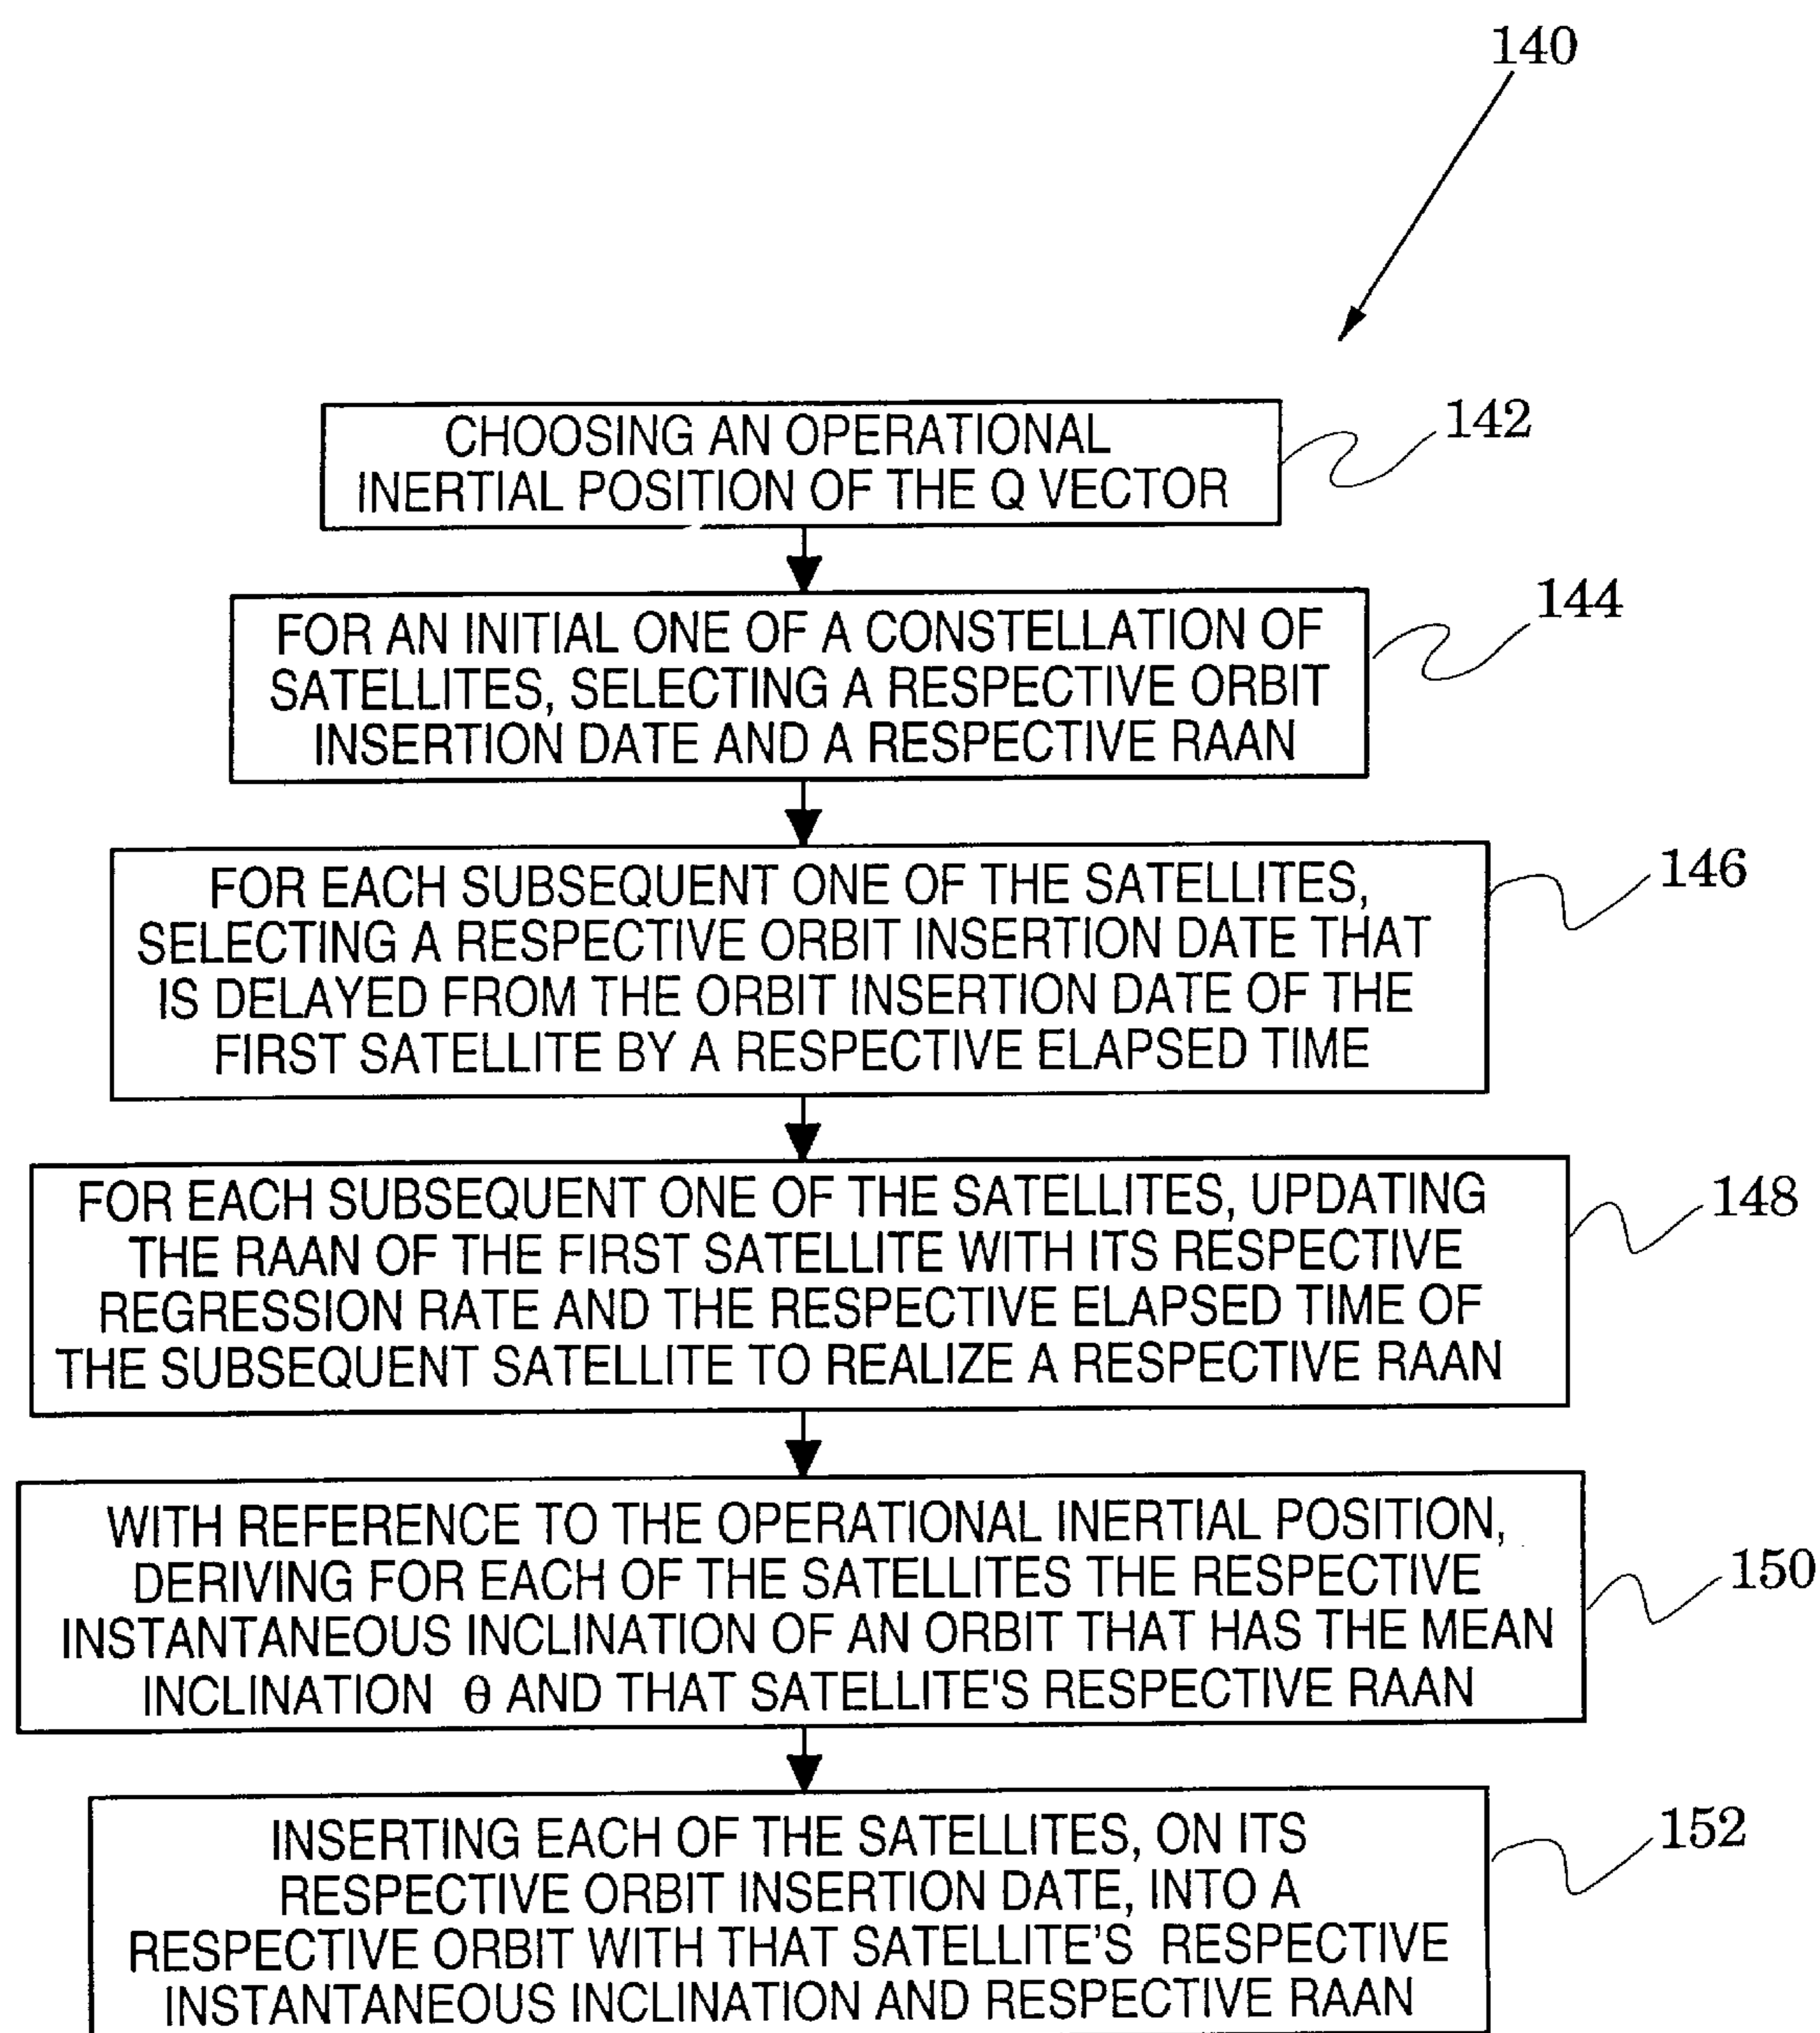 140
CHOOSING AN OPERATIONAL
INERTIAL POSITION OF THE Q VECTOR
142
FOR AN INITIAL ONE OF A CONSTELLATION OF
SATELLITES, SELECTING A RESPECTIVE ORBIT
INSERTION DATE AND A RESPECTIVE RAAN
144
FOR EACH SUBSEQUENT ONE OF THE SATELLITES,
SELECTING A RESPECTIVE ORBIT INSERTION DATE THAT
IS DELAYED FROM THE ORBIT INSERTION DATE OF THE
FIRST SATELLITE BY A RESPECTIVE ELAPSED TIME
146
FOR EACH SUBSEQUENT ONE OF THE SATELLITES, UPDATING
THE RAAN OF THE FIRST SATELLITE WITH ITS RESPECTIVE
REGRESSION RATE AND THE RESPECTIVE ELAPSED TIME OF
THE SUBSEQUENT SATELLITE TO REALIZE A RESPECTIVE RAAN
148
WITH REFERENCE TO THE OPERATIONAL INERTIAL POSITION,
DERIVING FOR EACH OF THE SATELLITES THE RESPECTIVE
INSTANTANEOUS INCLINATION OF AN ORBIT THAT HAS THE MEAN
INCLINATION θ AND THAT SATELLITE'S RESPECTIVE RAAN
150
INSERTING EACH OF THE SATELLITES, ON ITS
RESPECTIVE ORBIT INSERTION DATE, INTO A
RESPECTIVE ORBIT WITH THAT SATELLITE'S RESPECTIVE
INSTANTANEOUS INCLINATION AND RESPECTIVE RAAN
152